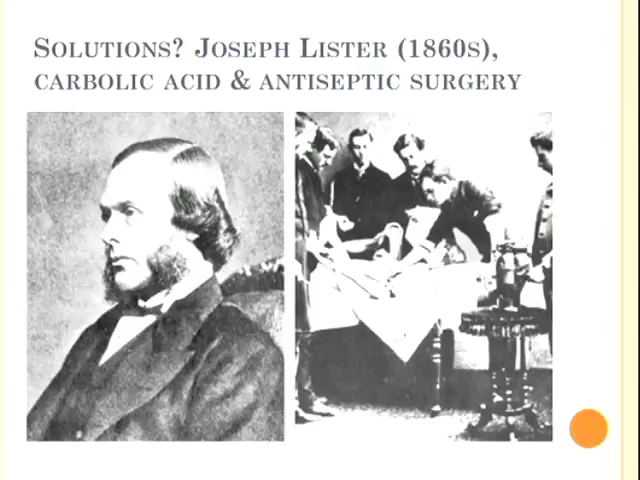 Solutions? Joseph Lister (1860s),
carbolic acid & antiseptic surgery